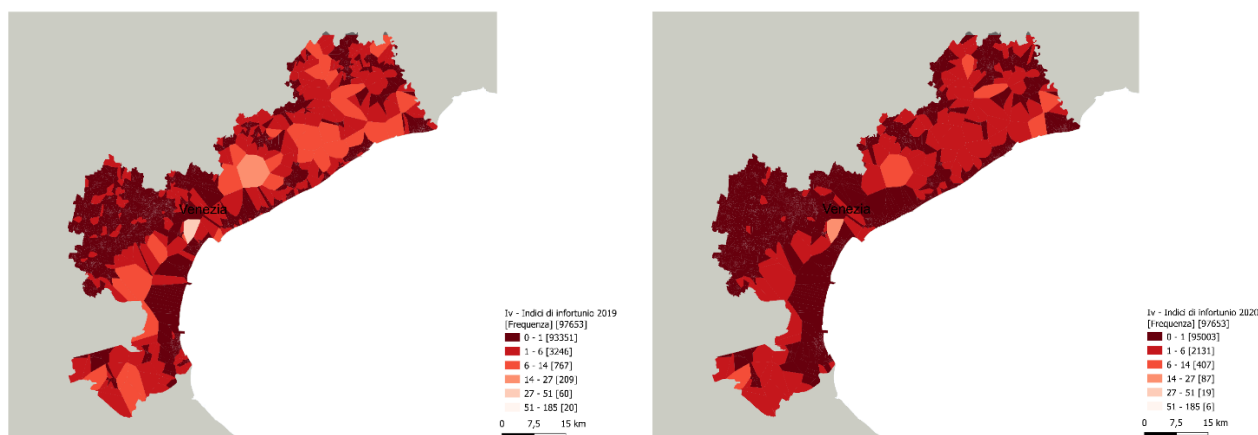 Venezia
Iv - Indici di infortunio 2019
[Frequenza] [97653]
0 - 1 [93351]
1 - 6 [3246]
6 - 14 [767]
14 - 27 [209]
27 - 51 [60]
51 - 185 [20]
0 7,5 15 km
Venezia
Iv - Indici di infortunio 2020
[Frequenza] [97653]
0 - 1 [95003]
1 - 6 [2131]
6 - 14 [407]
14 - 27 [87]
27 - 51 [19]
51 - 185 [6]
0 7,5 15 km